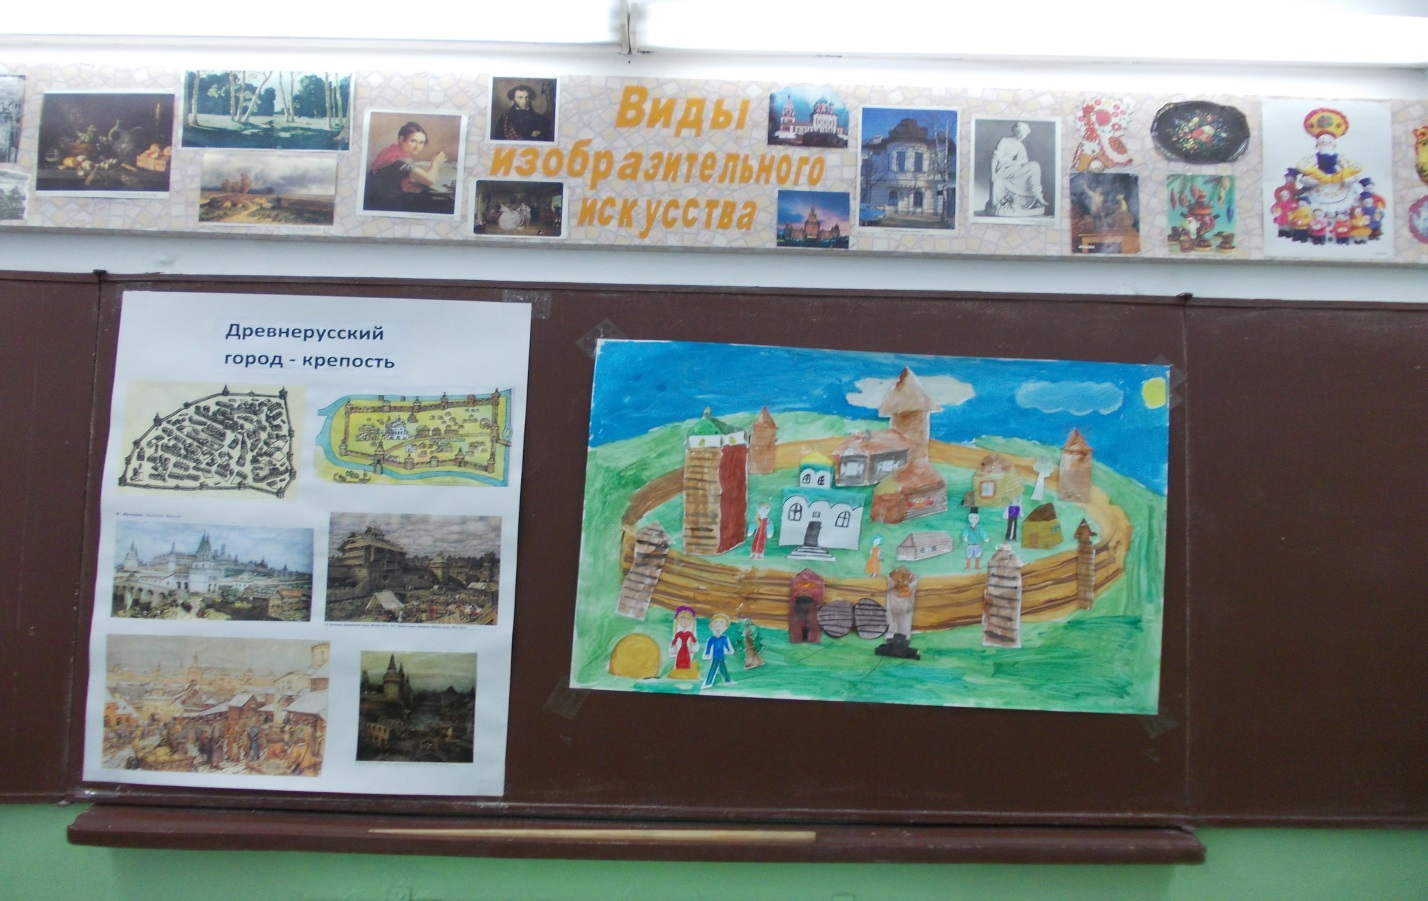 Виды
изобразительного
искусства
Древнерусский
город - крепость